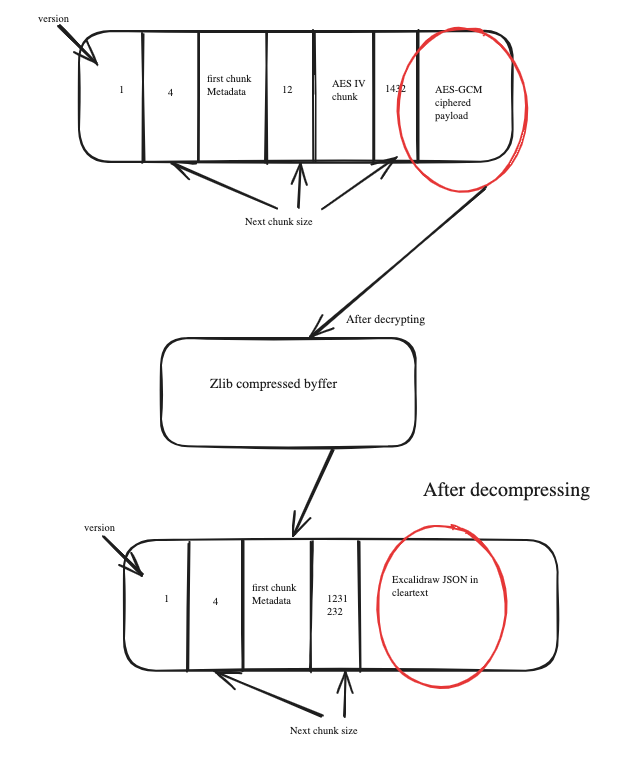 version
1
4
first chunk
Metadata
12
AES IV
chunk
1432
AES-GCM
ciphered
payload
Next chunk size
After decrypting
Zlib compressed byffer
After decompressing
version
1
4
first chunk
Metadata
1231
232
Excalidraw JSON in
cleartext
Next chunk size